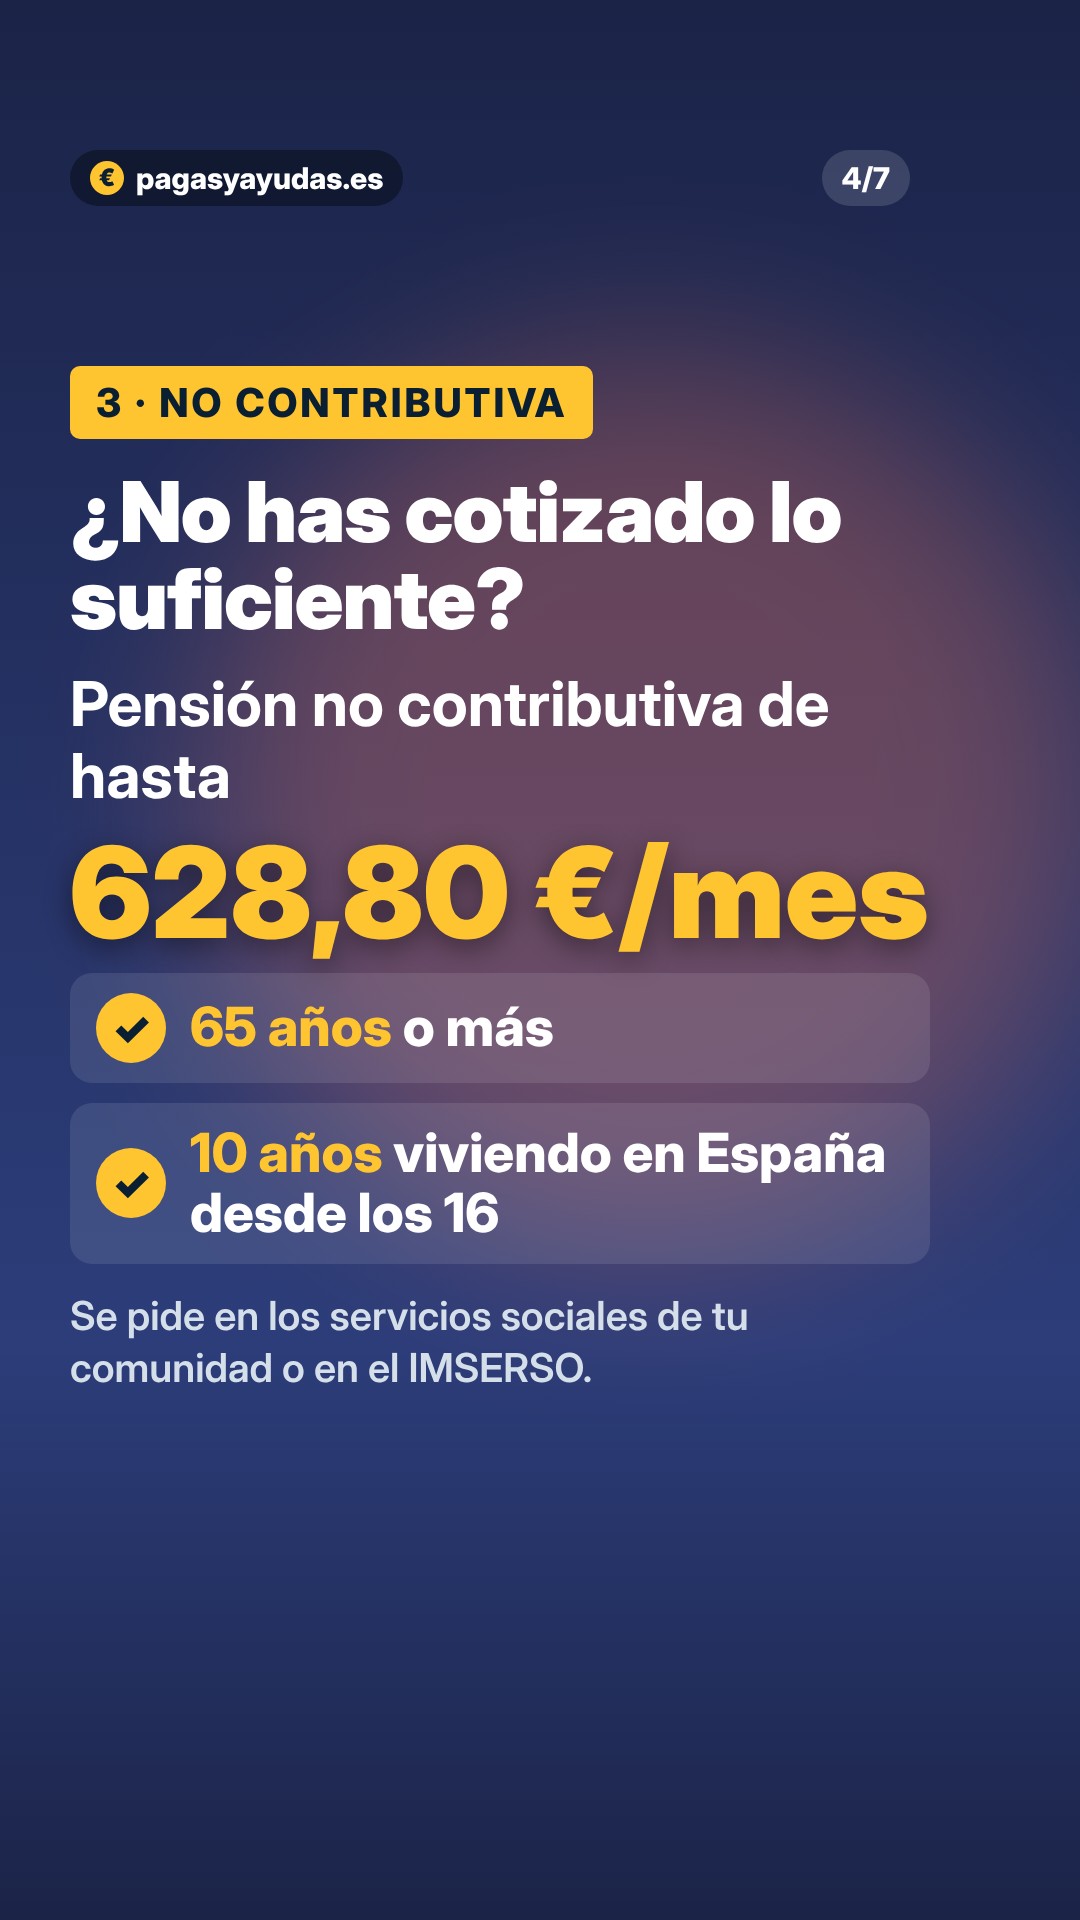 € pagasyayudas.es
4/7
3 · NO CONTRIBUTIVA
¿No has cotizado lo
suficiente?
Pensión no contributiva de
hasta
628,80 €/mes
65 años o más
10 años viviendo en España
desde los 16
Se pide en los servicios sociales de tu
comunidad o en el IMSERSO.